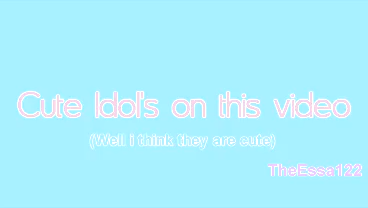 Cute Idol's on this video
(Well i think they are cute)
TheEssa122